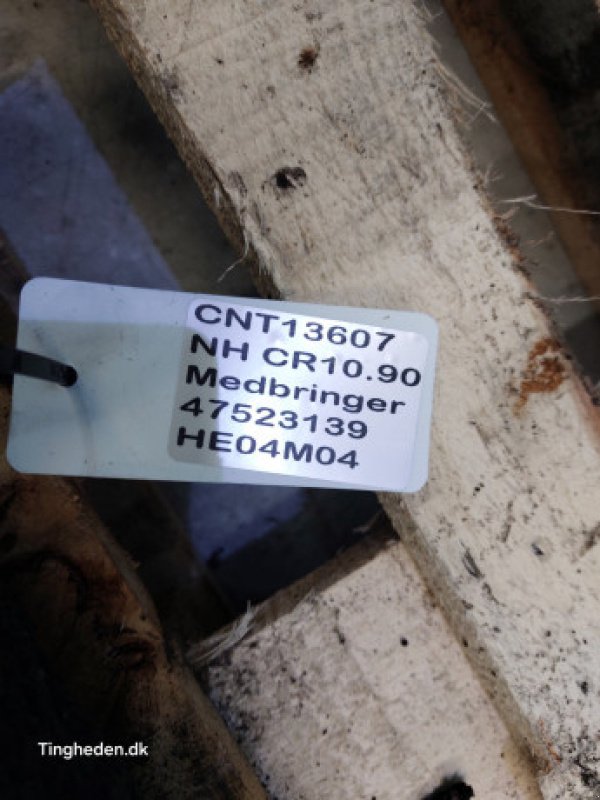 CNT13607
NH CR10.90
Medbringer
47523139
HE04M04
Tingheden.dk